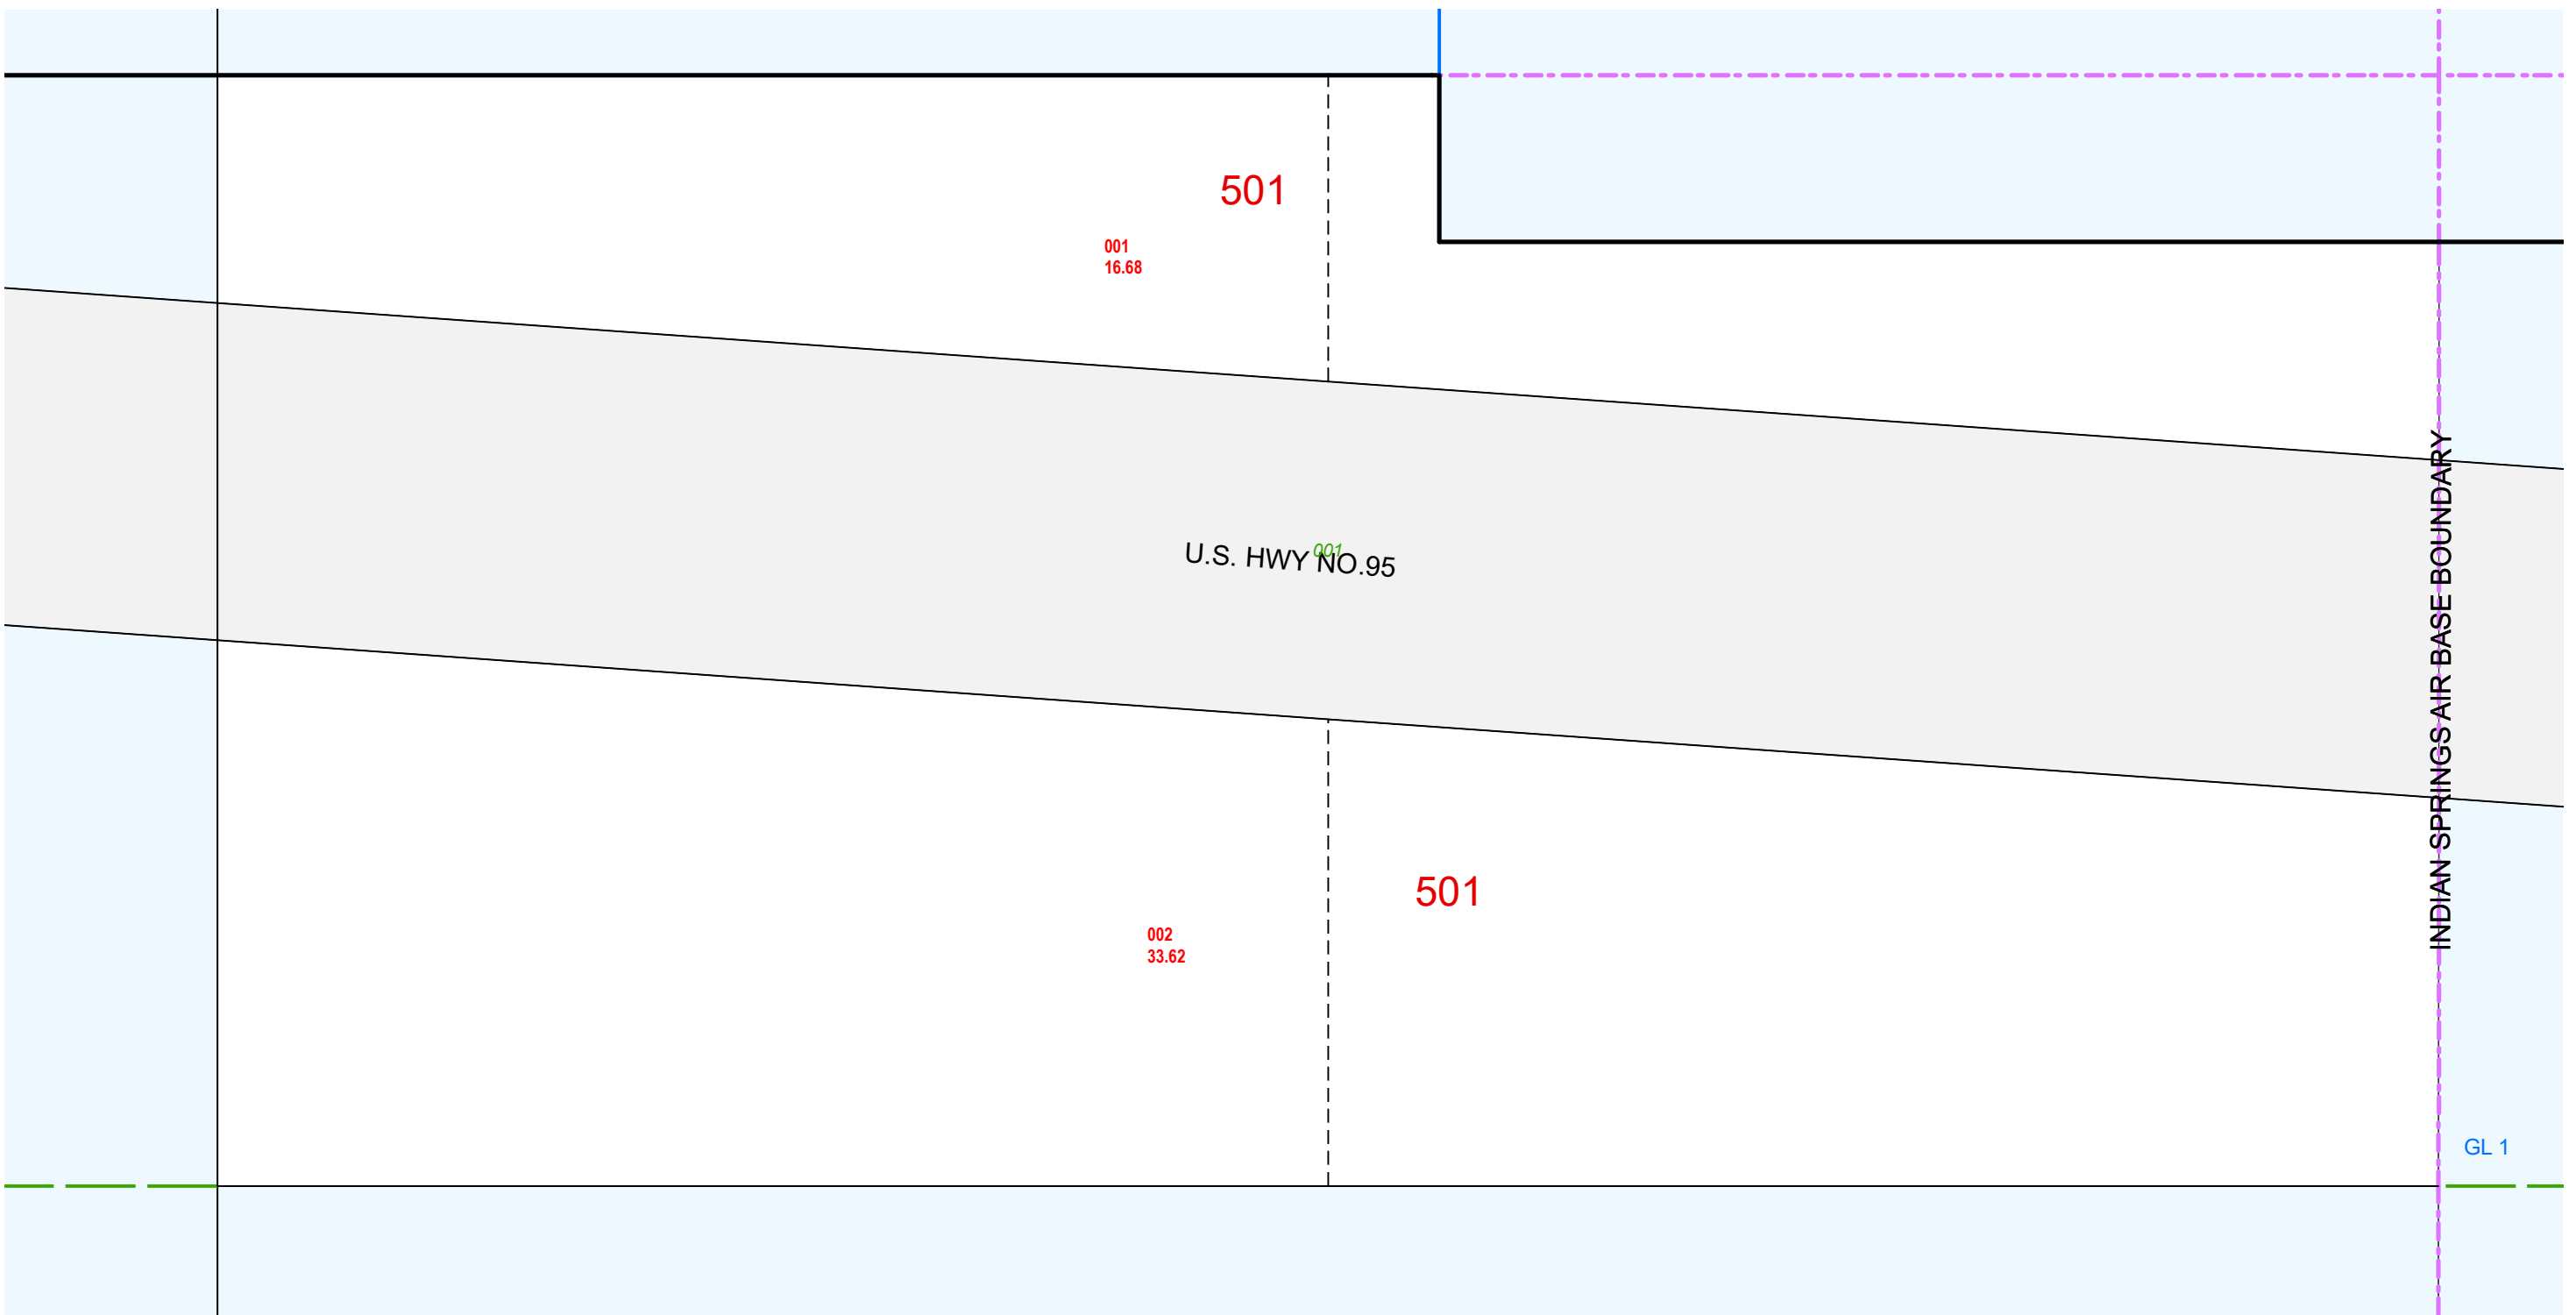 501
001
16.68
U.S. HWY NO.95
001
INDIAN SPRINGS AIR BASE BOUNDARY
501
002
33.62
GL 1